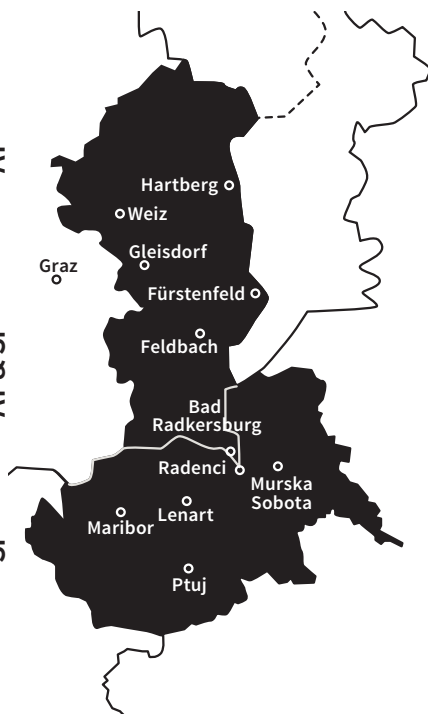 Hartberg
Weiz
Gleisdorf
Graz
Fürstenfeld
Feldbach
Bad
Radkersburg
Radenci
Murska
Sobota
Lenart
Maribor
Ptuj